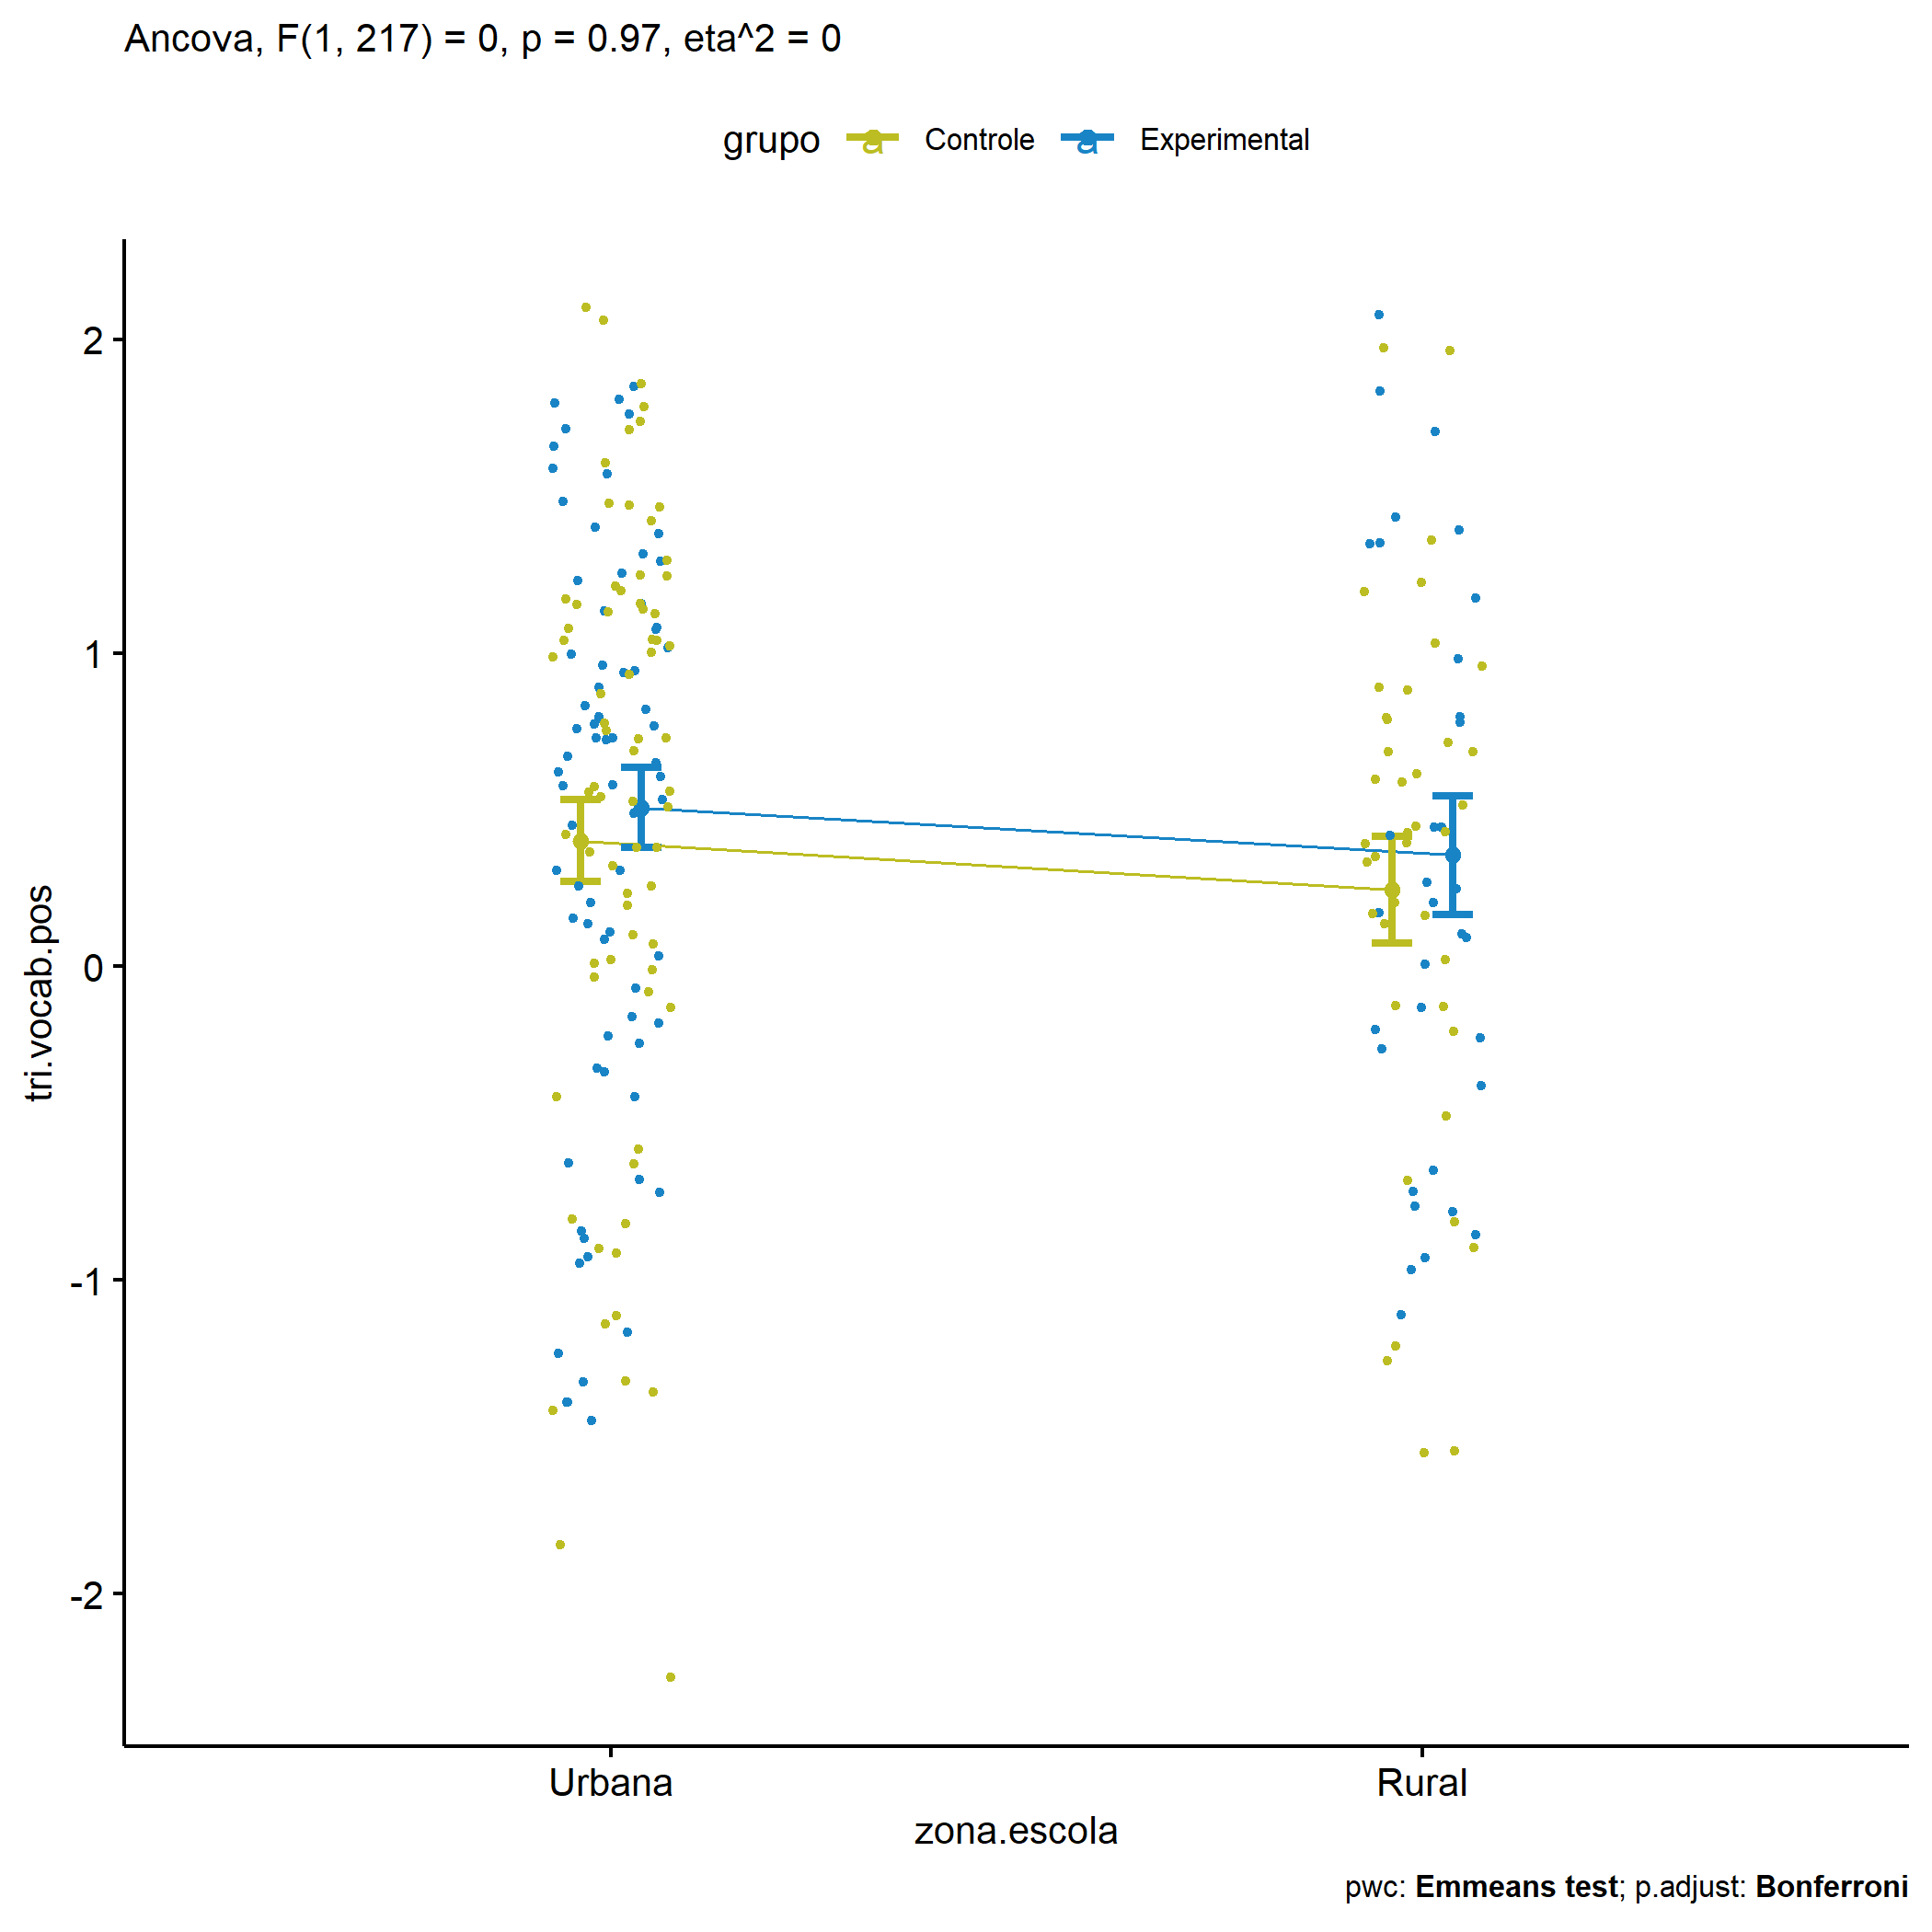 Ancova, F(1, 217) = 0, p = 0.97, eta^2 = 0
grupo a Controle a Experimental
2
1
0
-1
-2
tri.vocab.pos
Urbana Rural
zona.escola
pwc: Emmeans test; p.adjust: Bonferroni